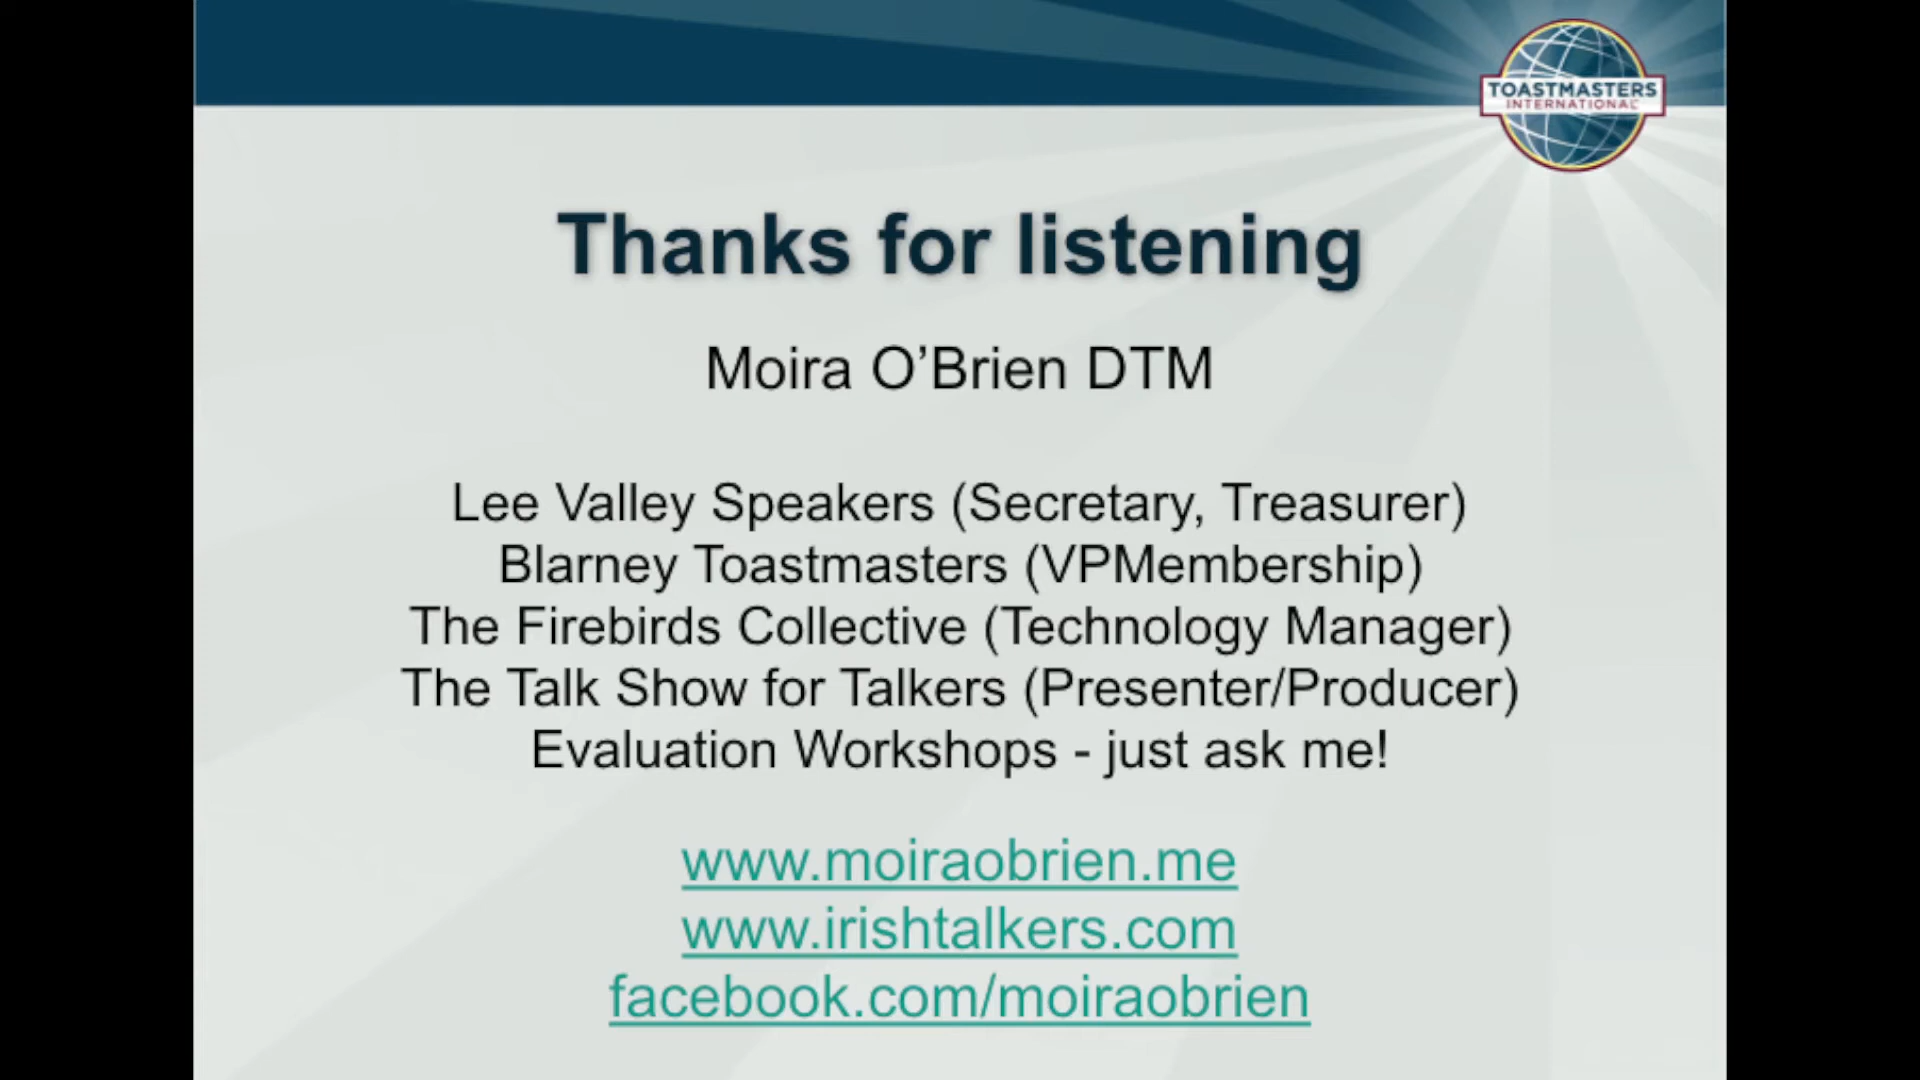 TOASTMASTERS
INTERNATIONAL
Thanks for listening
Moira O’Brien DTM
Lee Valley Speakers (Secretary, Treasurer)
Blarney Toastmasters (VPMembership)
The Firebirds Collective (Technology Manager)
The Talk Show for Talkers (Presenter/Producer)
Evaluation Workshops - just ask me!
www.moiraobrien.me
www.irishtalkers.com
facebook.com/moiraobrien